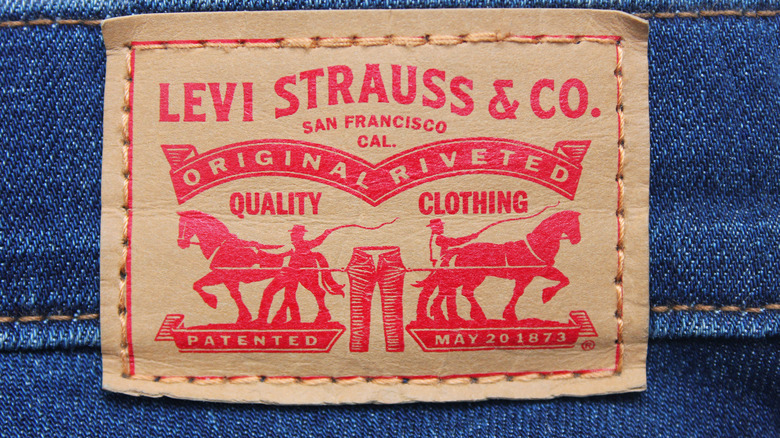 LEVI STRAUSS & CO.
SAN FRANCISCO
CAL.
ORIGINAL RIVETED
QUALITY CLOTHING
PATENTED MAY 20 1873 ®